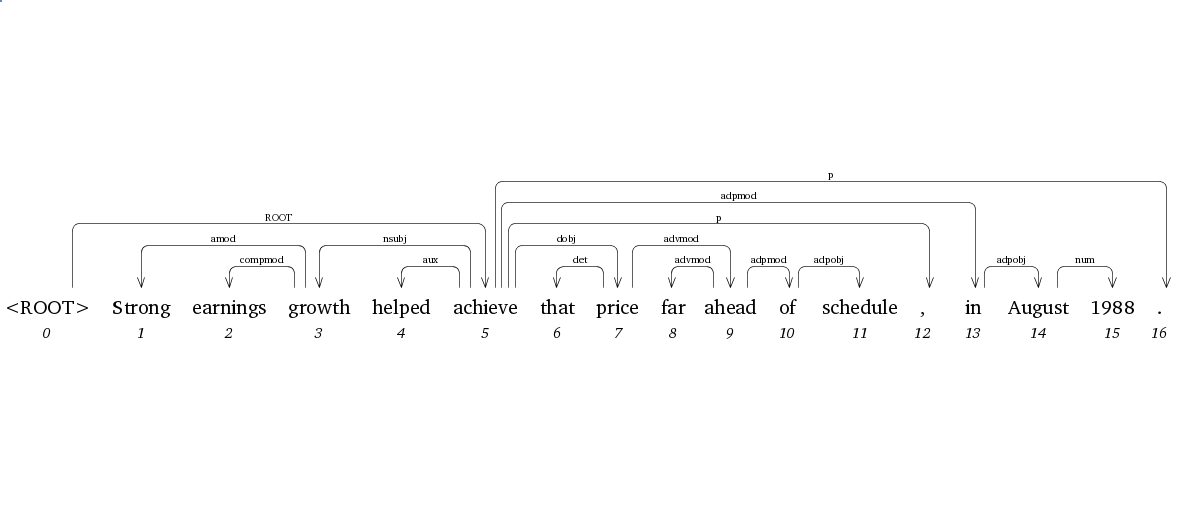 p
adpmod
ROOT p
amod nsubj dobj advmod
compmod aux det advmod adpmod adpobj adpobj num
<ROOT> Strong earnings growth helped achieve that price far ahead of schedule , in August 1988 .
0 1 2 3 4 5 6 7 8 9 10 11 12 13 14 15 16